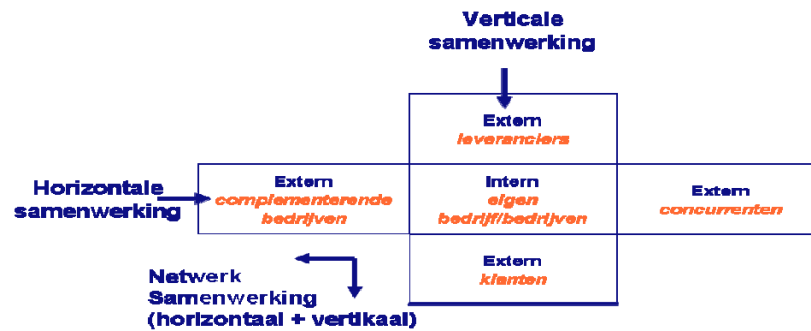 Verticale
samenwerking
Extern
leveranciers
Horizontale
samenwerking
Extern
complementerende
bedrijven
Intern
eigen
bedrijf/bedrijven
Extern
concurrenten
Extern
klanten
Netwerk
Samenwerking
(horizontaal + vertikaal)